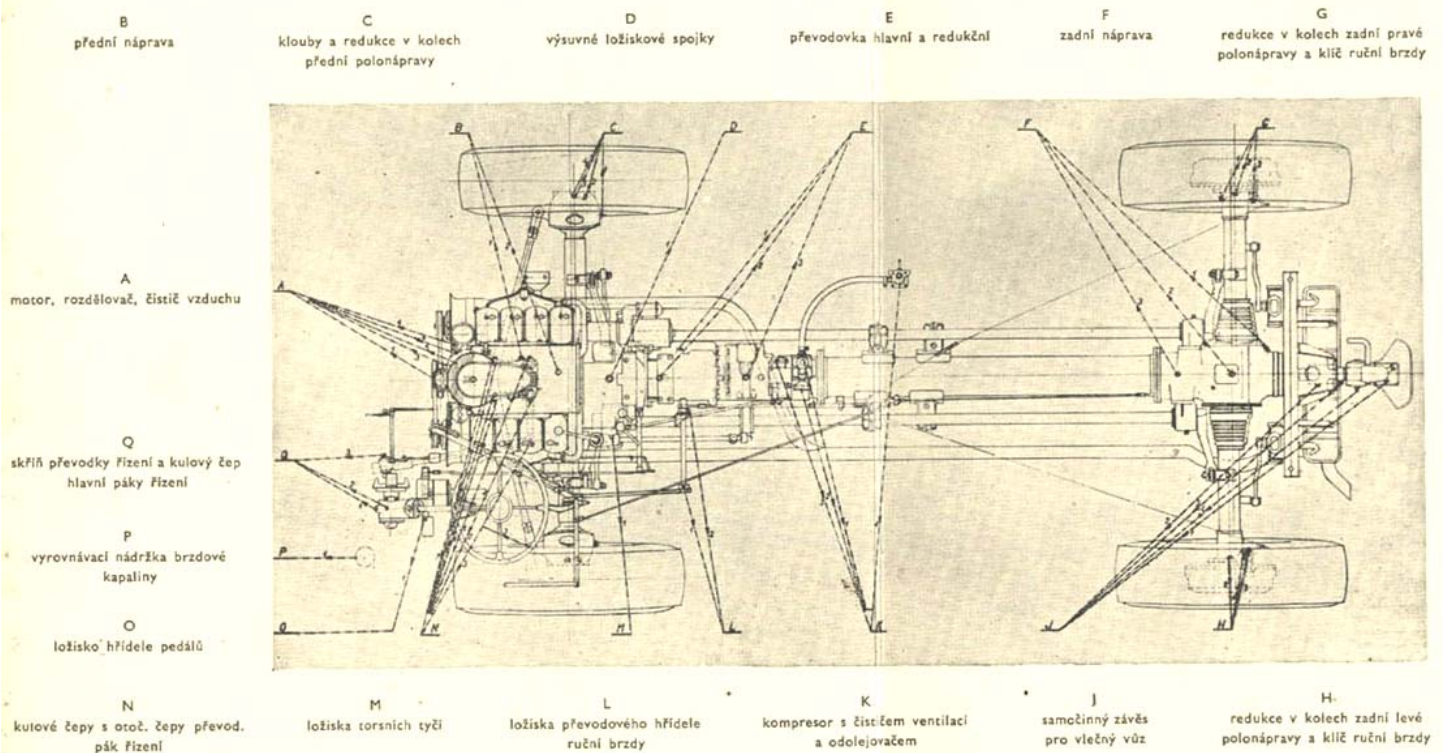 B
přední náprava
C
klouby a redukce v kolech
přední polonápravy
D
výsuvné ložiskové spojky
E
převodovka hlavní a redukční
F
zadní náprava
G
redukce v kolech zadní pravé
polonápravy a klíč ruční brzdy
B
C
D
E
F
G
A
motor, rozdělovač, čistič vzduchu
A
Q
skříň převodky řízení a kulový čep
hlavní páky řízení
Q
P
vyrovnávací nádržka brzdové
kapaliny
P
O
ložisko hřídele pedálů
O
N
M
L
K
J
H
N
kulové čepy s otoč. čepy převod.
pák řízení
M
ložiska torsních tyčí
L
ložiska převodového hřídele
ruční brzdy
K
kompresor s čističem ventilací
a odolejovačem
J
samočinný závěs
pro vlečný vůz
H
redukce v kolech zadní levé
polonápravy a klíč ruční brzdy